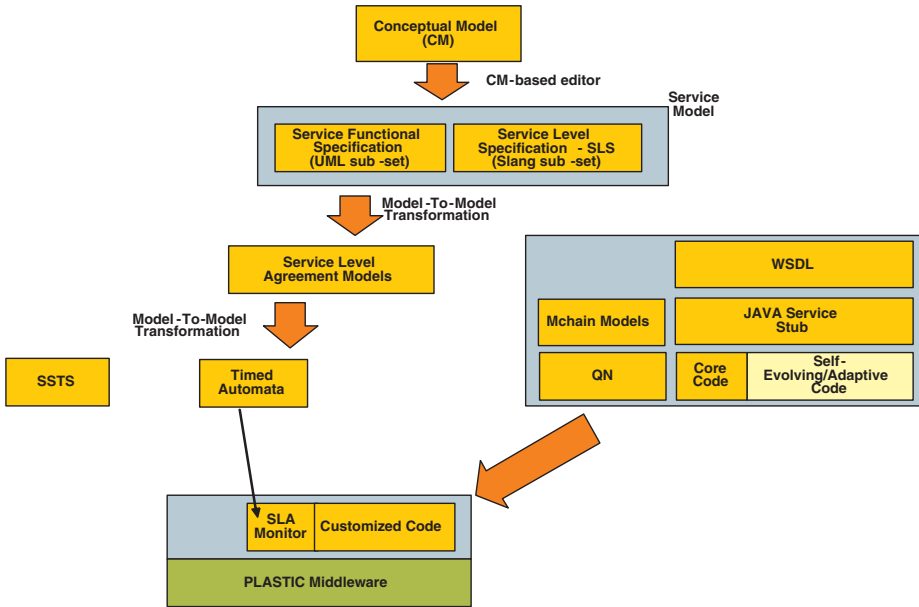 Conceptual Model
(CM)
CM-based editor
Service
Model
Service Functional
Specification
(UML sub -set)
Service Level
Specification - SLS
(Slang sub -set)
Model -To-Model
Transformation
Service Level
Agreement Models
WSDL
Model -To-Model
Transformation
Mchain Models
JAVA Service
Stub
SSTS
Timed
Automata
QN
Core
Code
Self-
Evolving/Adaptive
Code
SLA
Monitor
Customized Code
PLASTIC Middleware